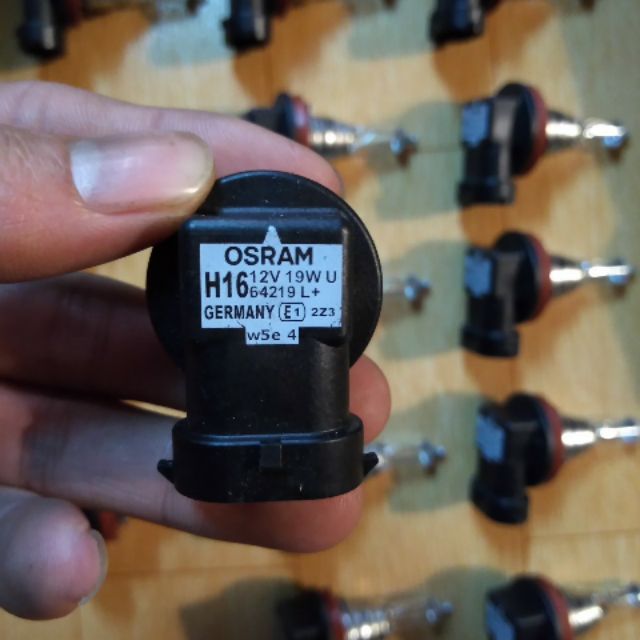 OSRAM
H16 12V 19W U
64219 L+
GERMANY E1 2Z3
w5e 4